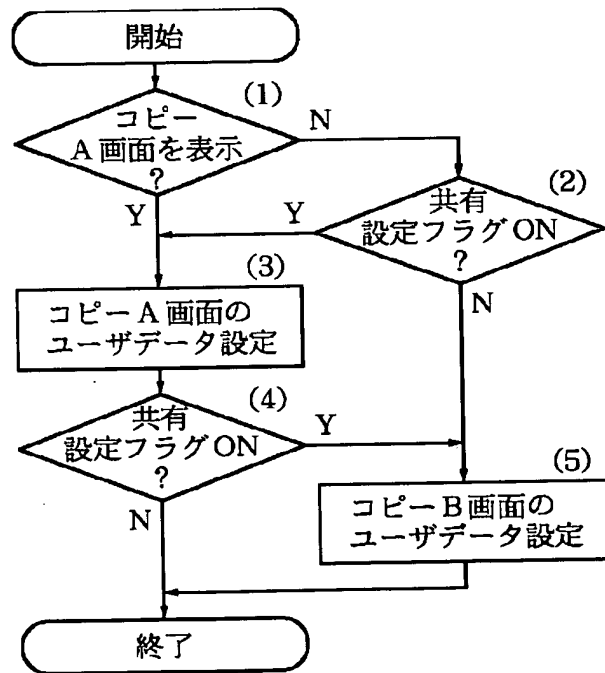 開始
(1)
コピー
A画面を表示
?
N
Y
(2)
共有
設定フラグON
?
Y
N
(3)
コピーA画面の
ユーザデータ設定
(4)
共有
設定フラグON
?
Y
N
(5)
コピーB画面の
ユーザデータ設定
終了